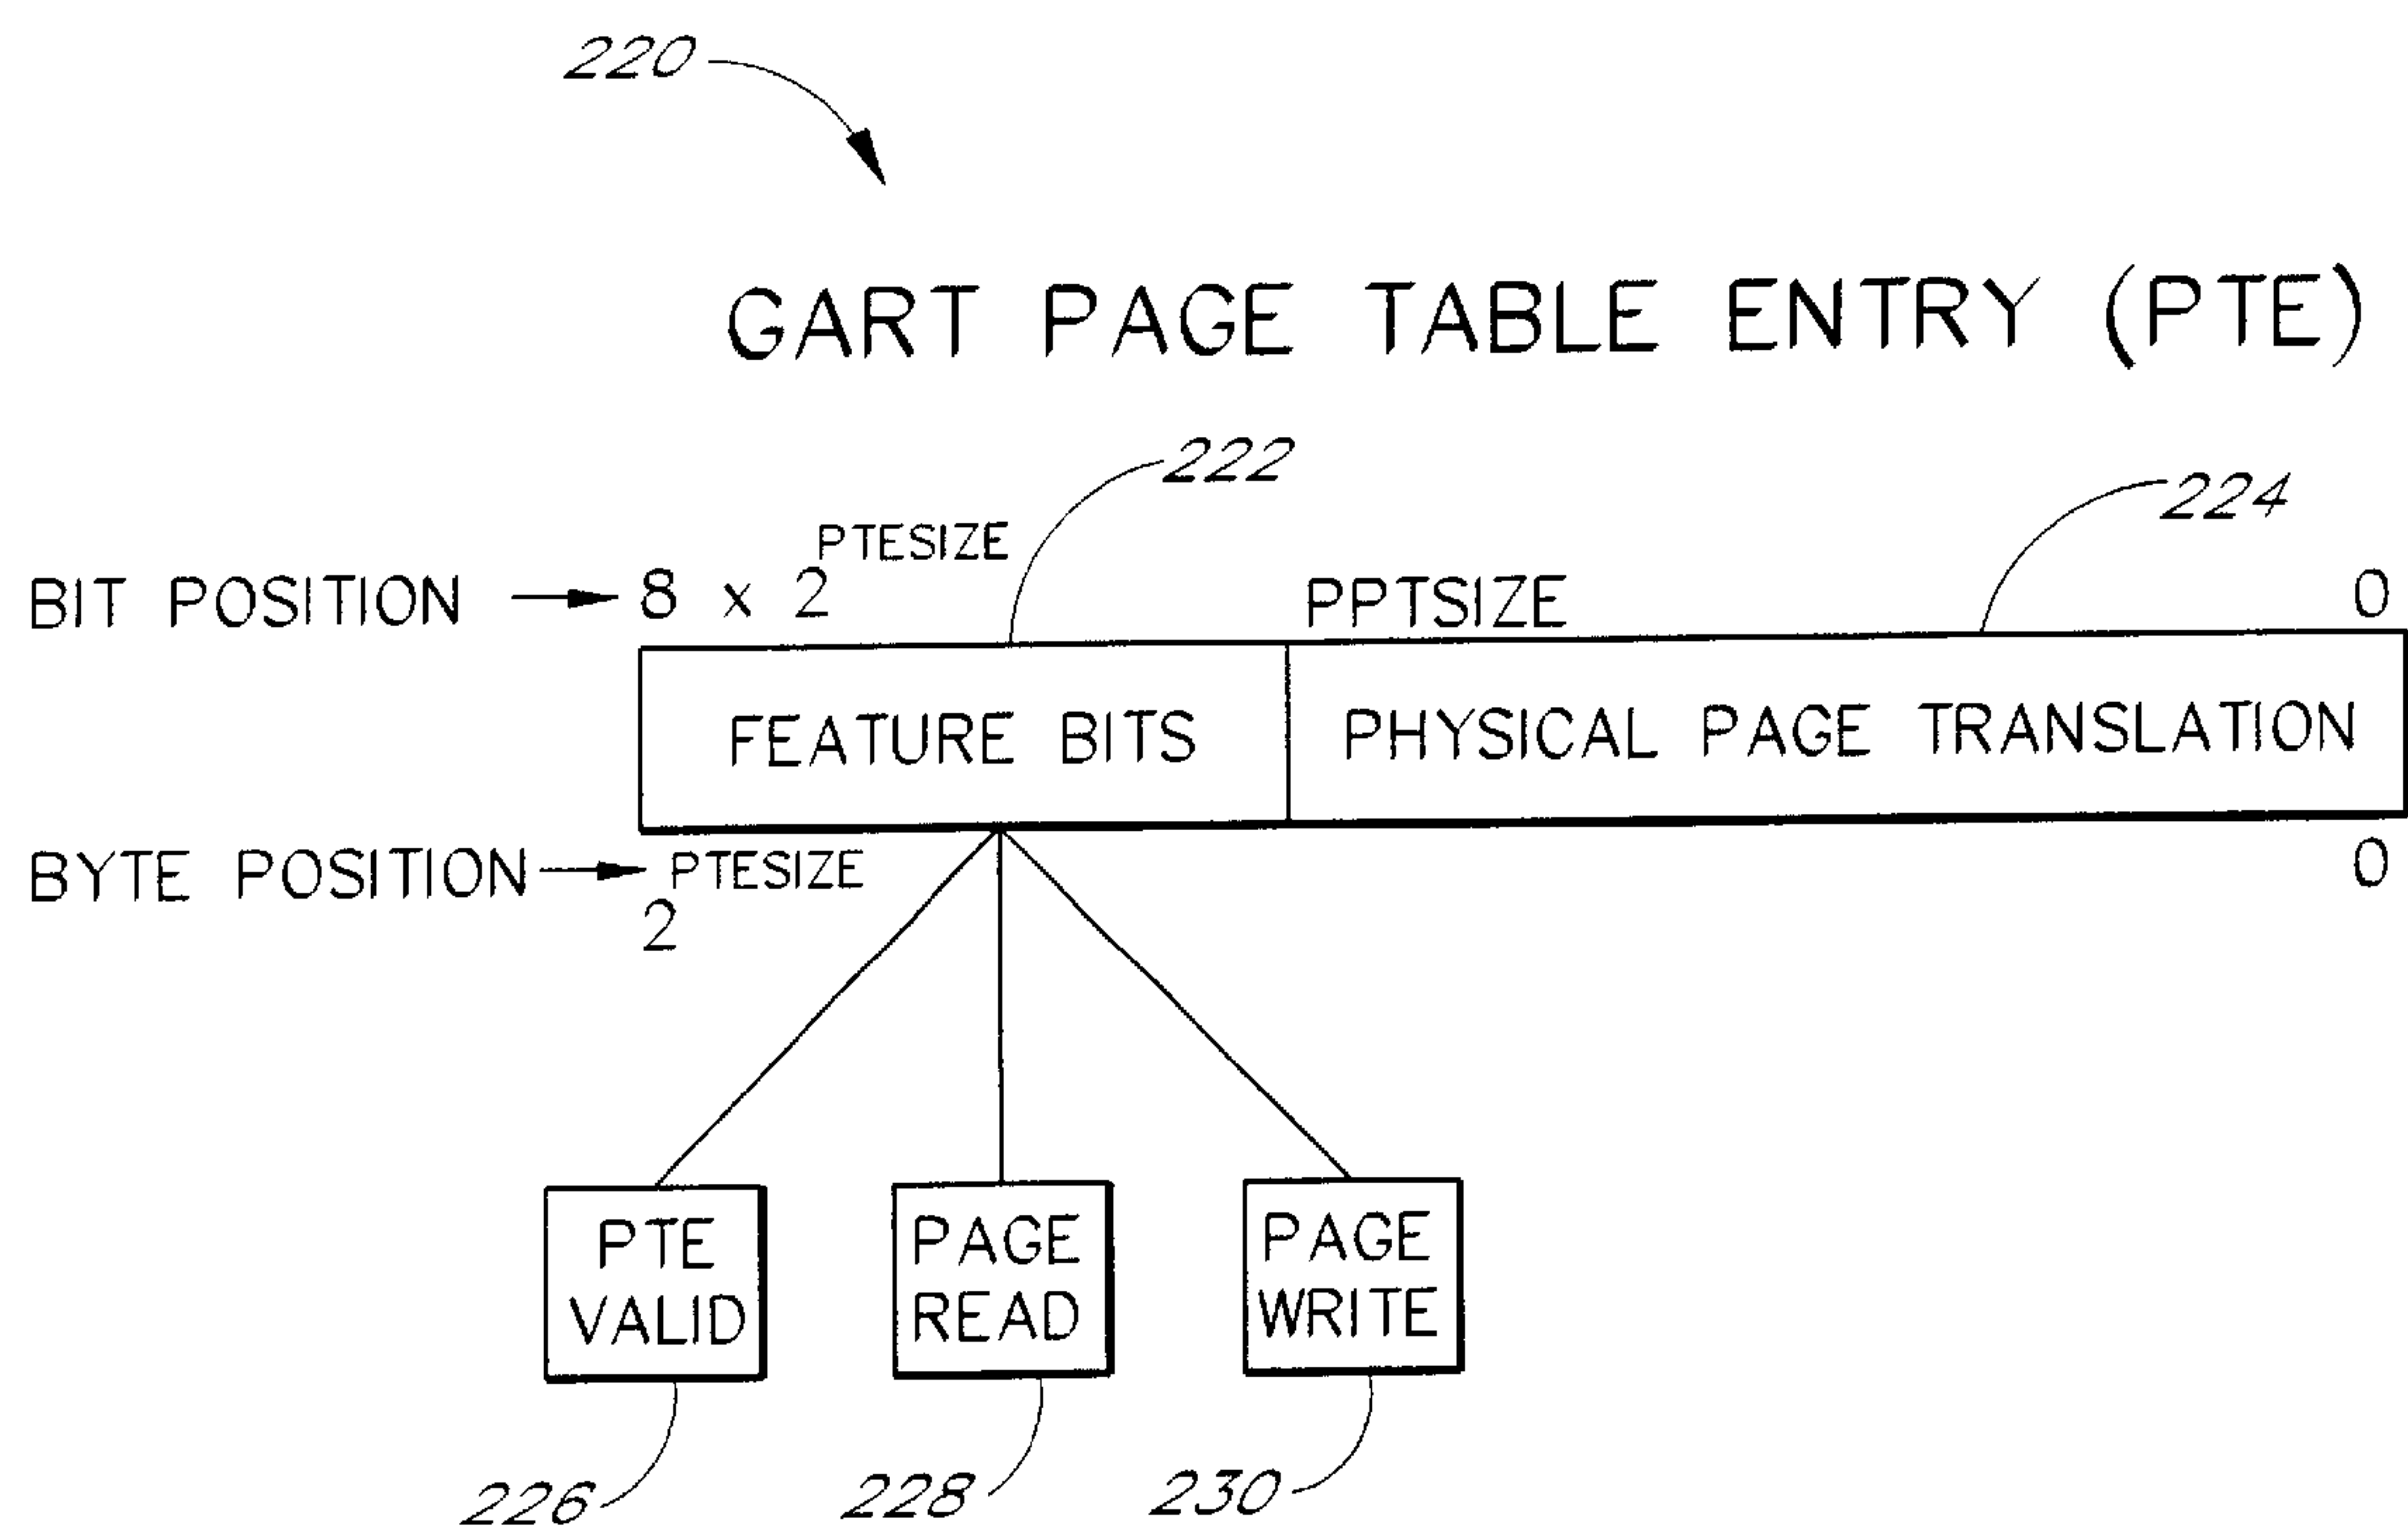 220
GART PAGE TABLE ENTRY (PTE)
222
224
BIT POSITION → 8 x 2^PTESIZE PPTSIZE 0
FEATURE BITS PHYSICAL PAGE TRANSLATION
BYTE POSITION → 2^PTESIZE 0
PTE VALID
PAGE READ
PAGE WRITE
226
228
230